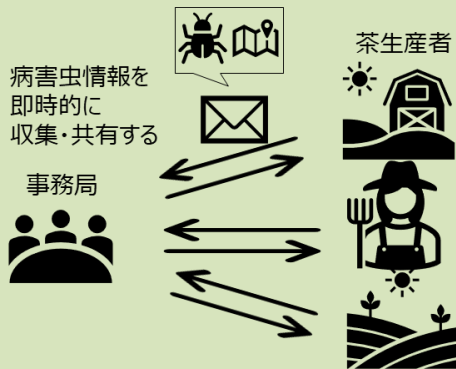 茶生産者
病害虫情報を
即時的に
収集・共有する
事務局